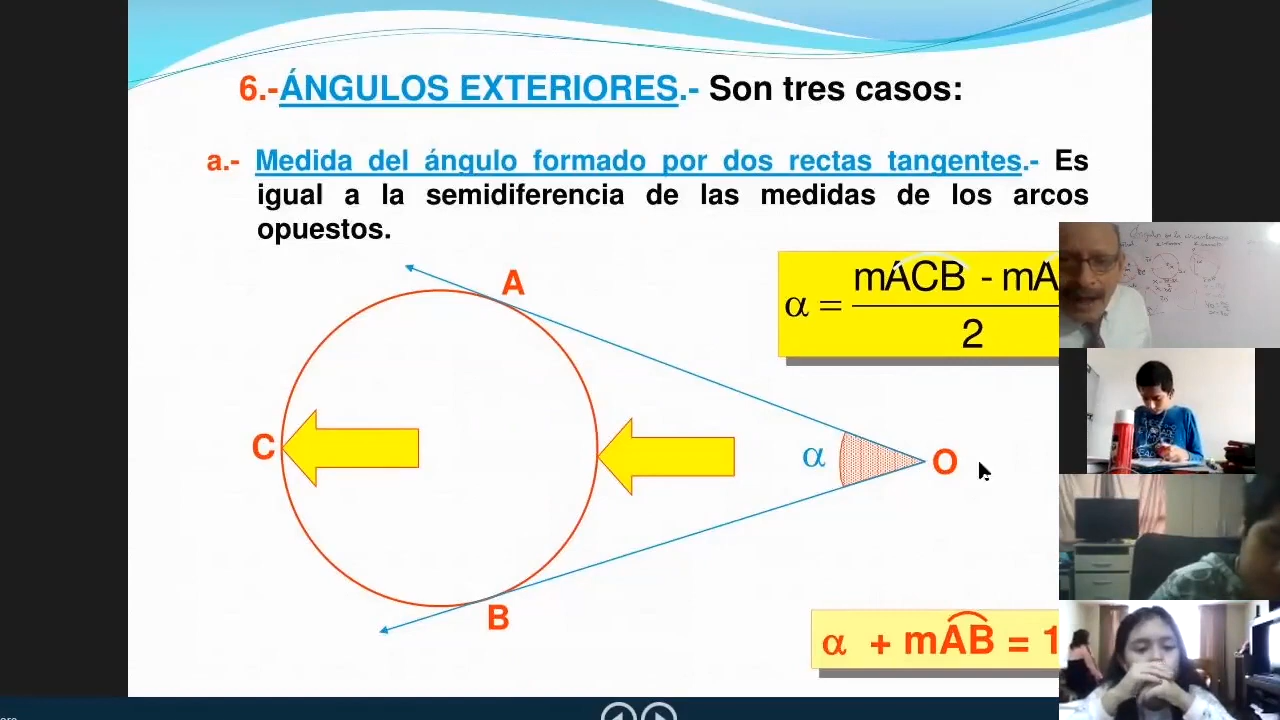 6.-ÁNGULOS EXTERIORES.- Son tres casos:
a.- Medida del ángulo formado por dos rectas tangentes.- Es
igual a la semidiferencia de las medidas de los arcos
opuestos.
A
α = mACB - mA
2
C
α
O
B
α + mAB = 1